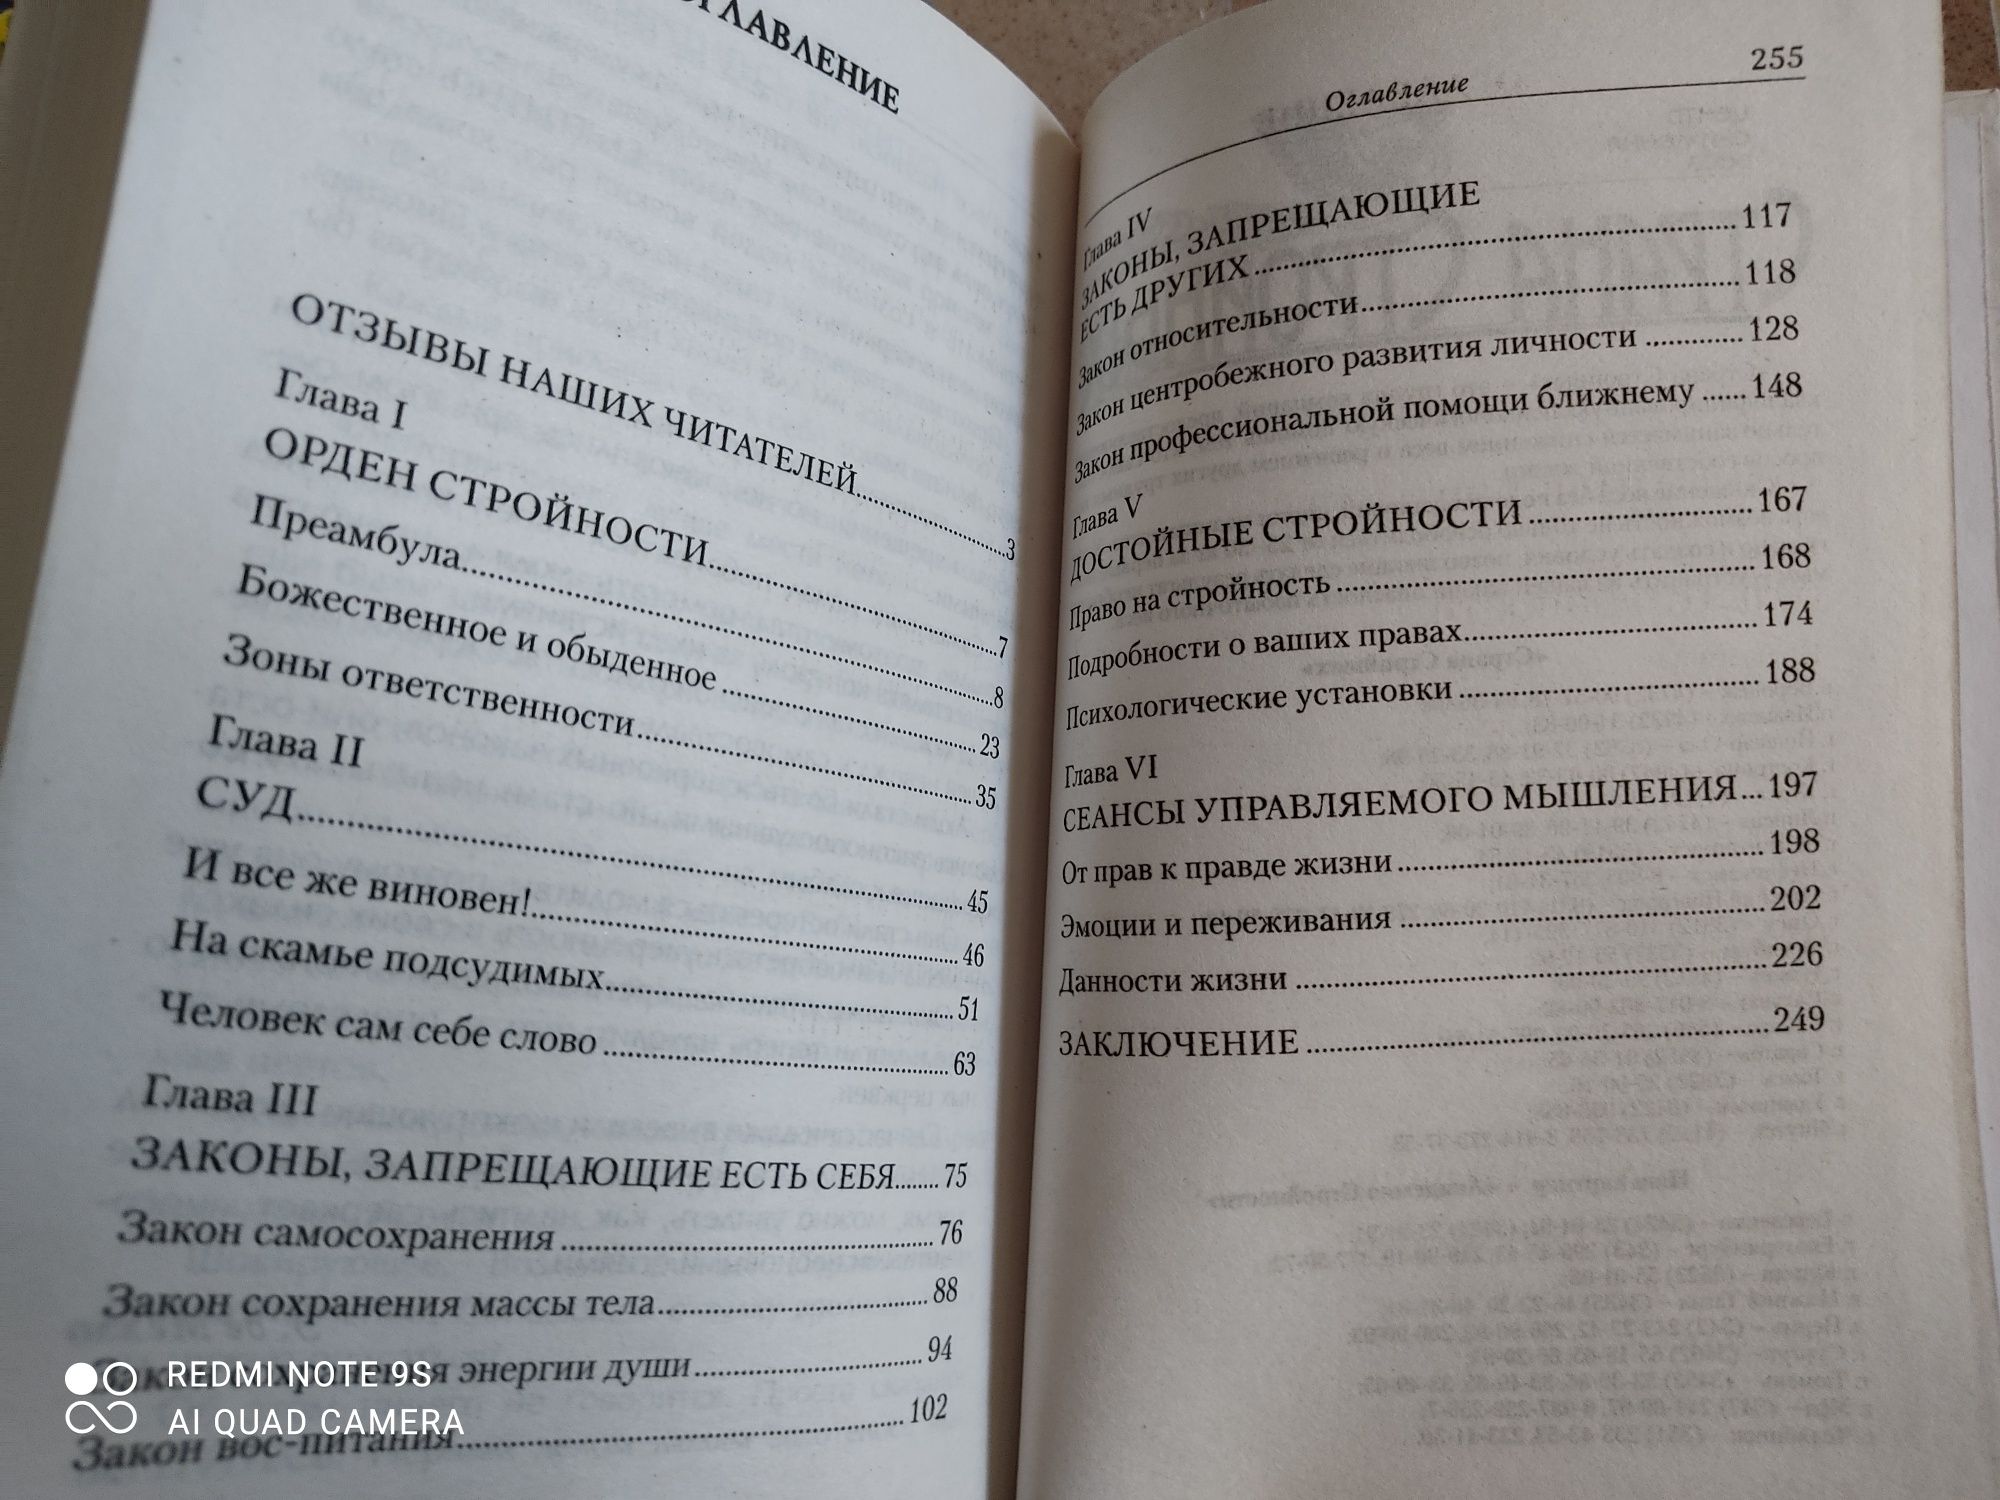 ОГЛАВЛЕНИЕ
ОТЗЫВЫ НАШИХ ЧИТАТЕЛЕЙ.....................3
Глава I
ОРДЕН СТРОЙНОСТИ.....................7
Преамбула.....................8
Божественное и обыденное.....................23
Зоны ответственности.....................35
Глава II
СУД.....................45
И все же виновен!.....................46
На скамье подсудимых.....................51
Человек сам себе слово.....................63
Глава III
ЗАКОНЫ, ЗАПРЕЩАЮЩИЕ ЕСТЬ СЕБЯ........75
Закон самосохранения.....................76
Закон сохранения массы тела.....................88
Закон сохранения энергии души.....................94
Закон вос-питания.....................102
REDMI NOTE 9S
AI QUAD CAMERA
Оглавление 255
Глава IV
ЗАКОНЫ, ЗАПРЕЩАЮЩИЕ
ЕСТЬ ДРУГИХ.....................117
Закон относительности.....................118
Закон центробежного развития личности.............128
Закон профессиональной помощи ближнему......148
Глава V
ДОСТОЙНЫЕ СТРОЙНОСТИ.....................167
Право на стройность.....................168
Подробности о ваших правах.....................174
Психологические установки.....................188
Глава VI
СЕАНСЫ УПРАВЛЯЕМОГО МЫШЛЕНИЯ...197
От прав к правде жизни.....................198
Эмоции и переживания.....................202
Данности жизни.....................226
ЗАКЛЮЧЕНИЕ.....................249